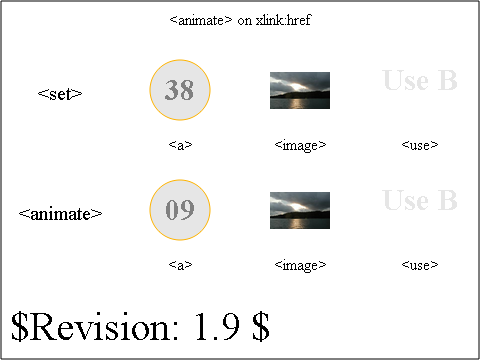 <animate> on xlink:href
<set> 38 Use B
<a> <image> <use>
<animate> 09 Use B
<a> <image> <use>
$Revision: 1.9 $